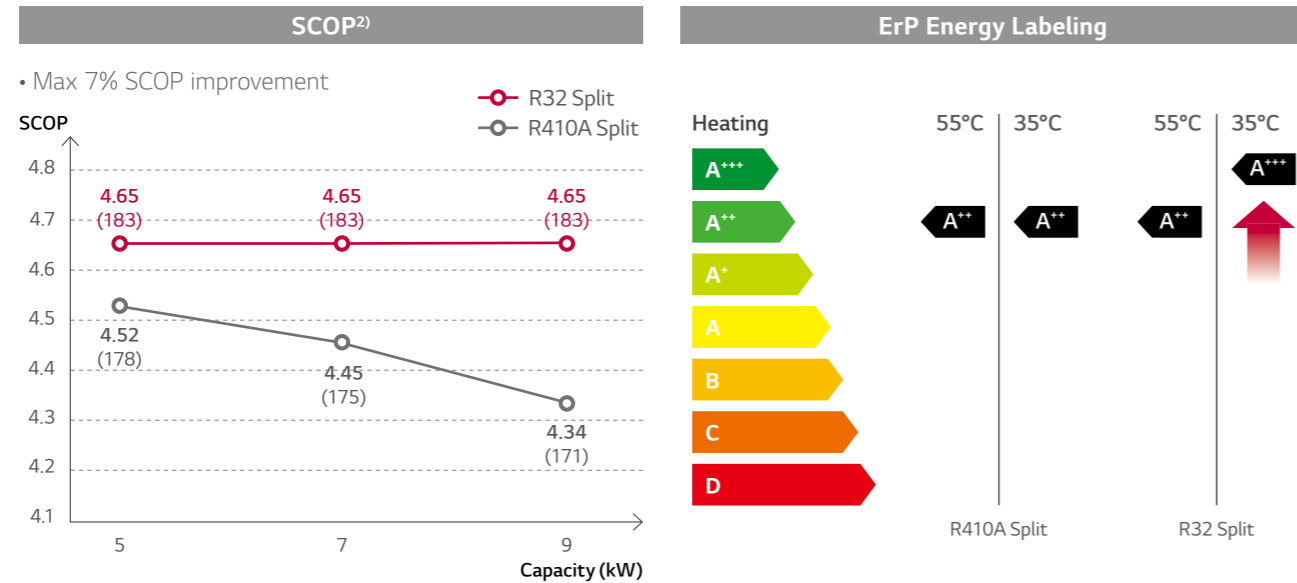 SCOP2)
• Max 7% SCOP improvement
R32 Split
R410A Split
SCOP
4.8
4.7
4.6
4.5
4.4
4.3
4.2
4.1
4.65
(183)
4.65
(183)
4.65
(183)
4.52
(178)
4.45
(175)
4.34
(171)
5
7
9
Capacity (kW)
ErP Energy Labeling
Heating
55°C
35°C
55°C
35°C
A+++
A++
A+
A
B
C
D
A++
A++
A++
A+++
R410A Split
R32 Split